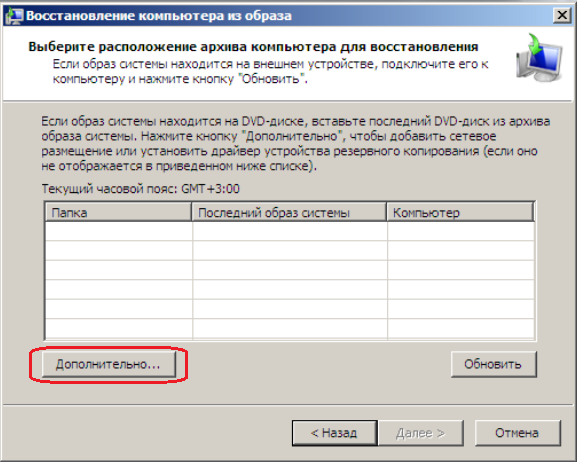 Восстановление компьютера из образа
Выберите расположение архива компьютера для восстановления
Если образ системы находится на внешнем устройстве, подключите его к
компьютеру и нажмите кнопку "Обновить".
Если образ системы находится на DVD-диске, вставьте последний DVD-диск из архива
образа системы. Нажмите кнопку "Дополнительно", чтобы добавить сетевое
размещение или установить драйвер устройства резервного копирования (если оно
не отображается в приведенном ниже списке).
Текущий часовой пояс: GMT+3:00
Папка Последний образ системы Компьютер
Дополнительно... Обновить
< Назад Далее > Отмена